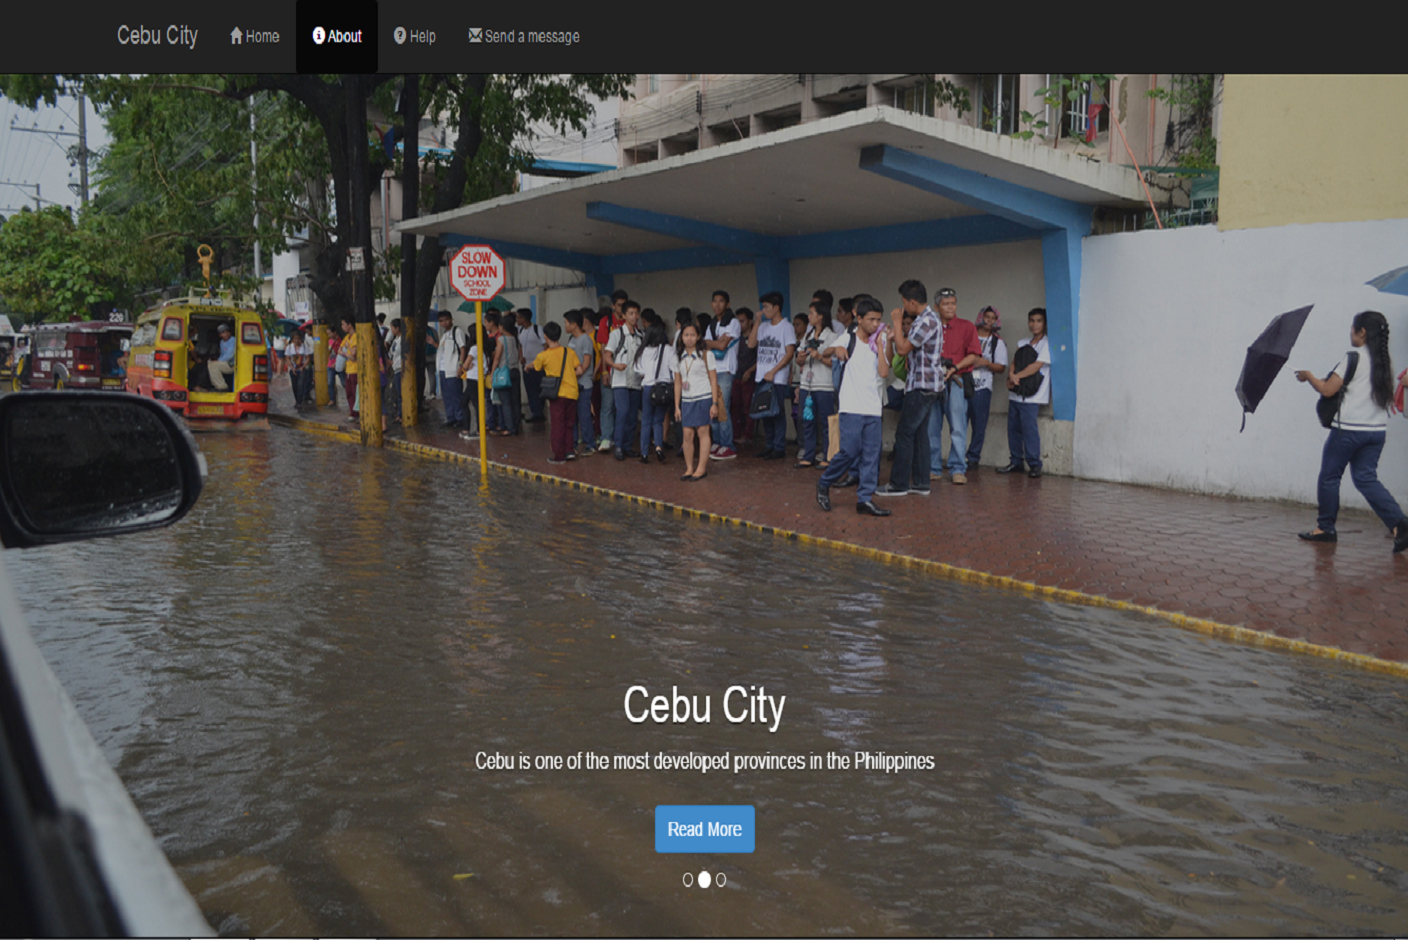 Cebu City
Home
About
Help
Send a message
SLOW
DOWN
SCHOOL
ZONE
Cebu City
Cebu is one of the most developed provinces in the Philippines
Read More